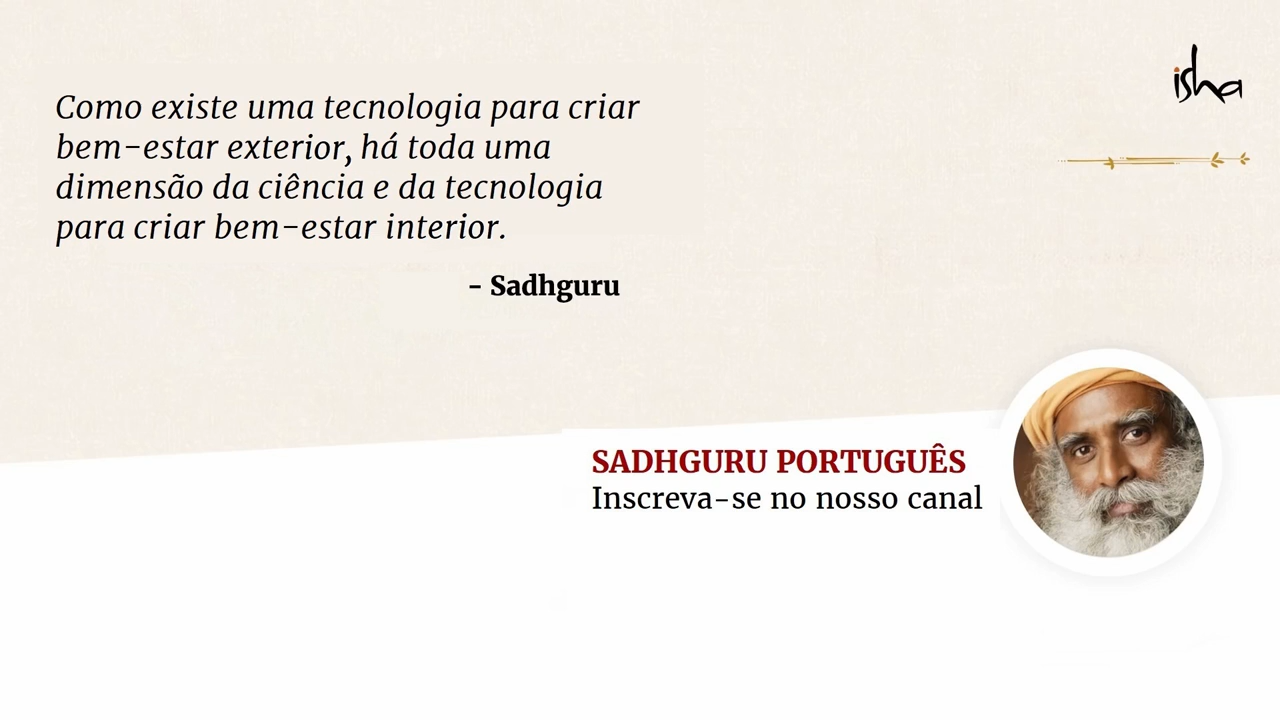 Como existe uma tecnologia para criar
bem-estar exterior, há toda uma
dimensão da ciência e da tecnologia
para criar bem-estar interior.
- Sadhguru
isha
SADHGURU PORTUGUÊS
Inscreva-se no nosso canal